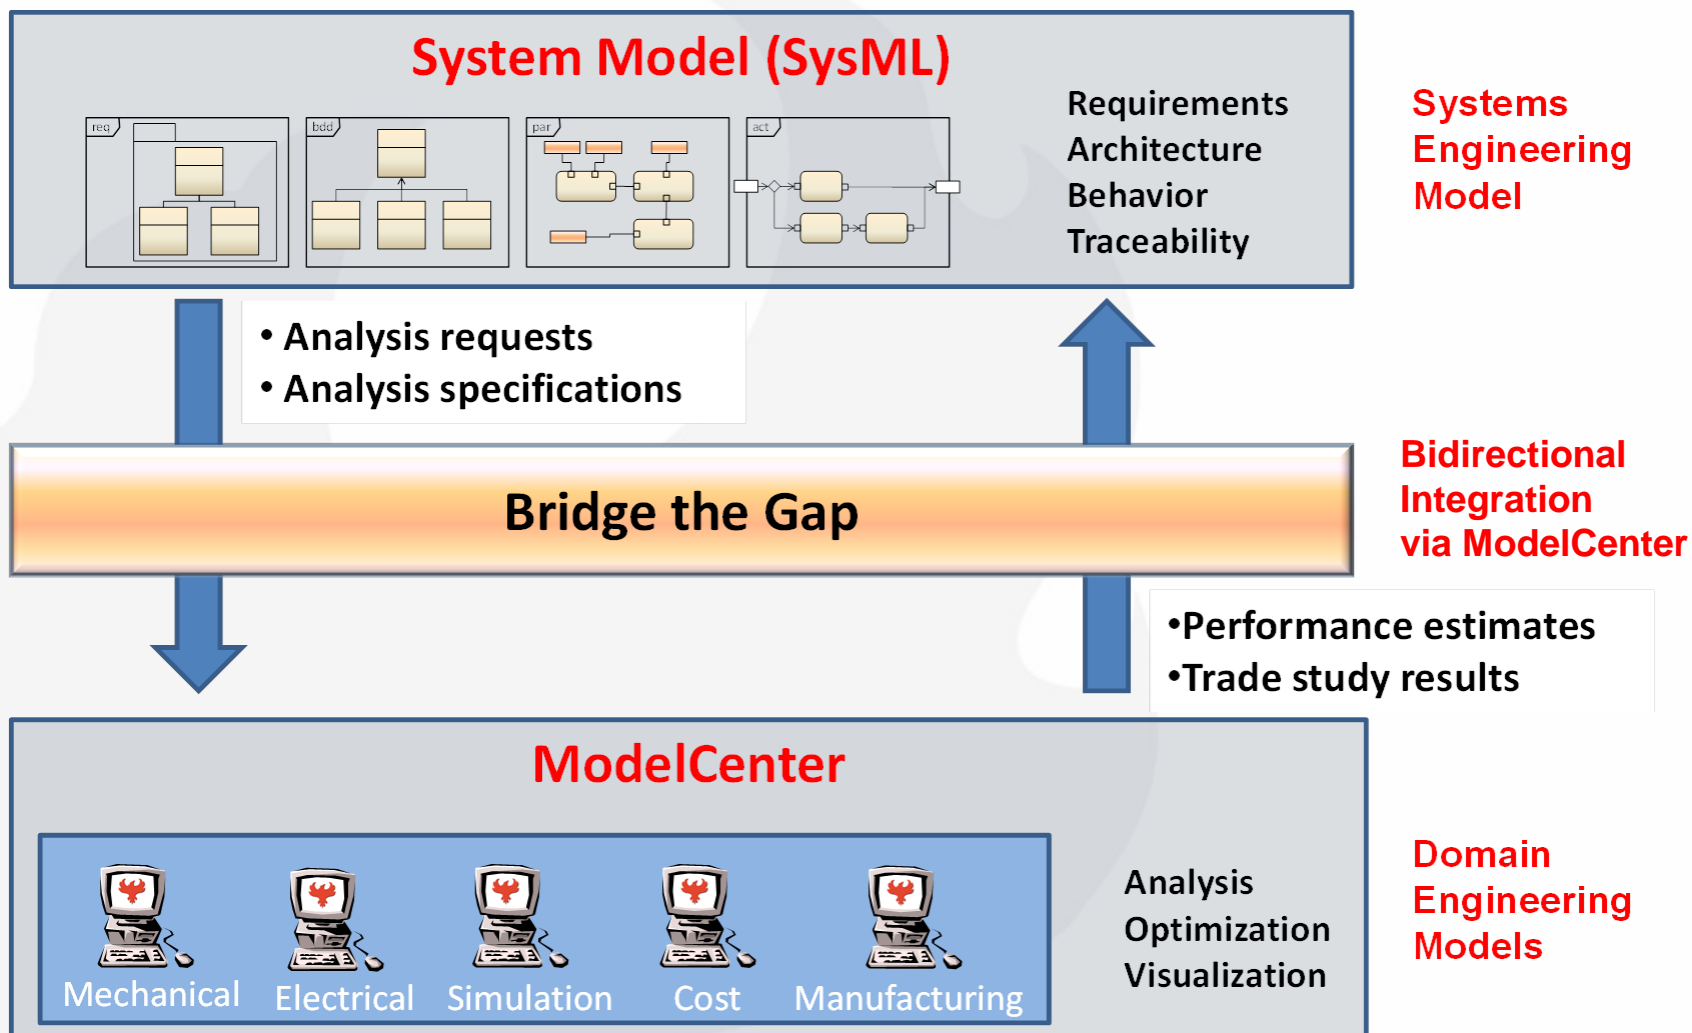 System Model (SysML)
req
bdd
par
act
Requirements
Architecture
Behavior
Traceability
Systems
Engineering
Model
• Analysis requests
• Analysis specifications
Bridge the Gap
Bidirectional
Integration
via ModelCenter
•Performance estimates
•Trade study results
ModelCenter
Mechanical
Electrical
Simulation
Cost
Manufacturing
Analysis
Optimization
Visualization
Domain
Engineering
Models